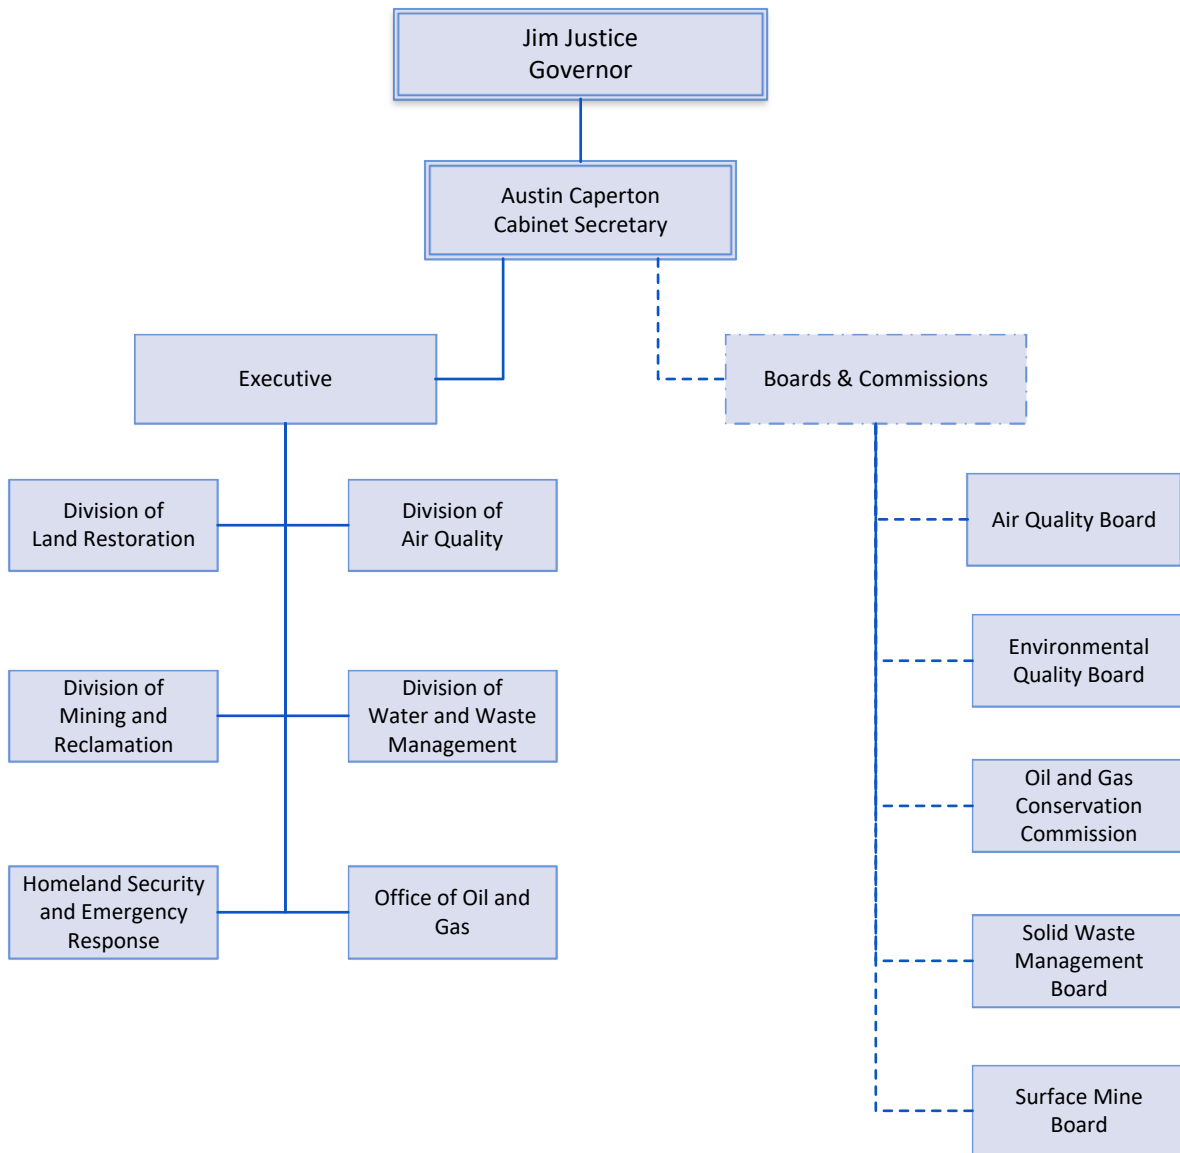 Jim Justice
Governor
Austin Caperton
Cabinet Secretary
Executive
Boards & Commissions
Division of
Land Restoration
Division of
Air Quality
Air Quality Board
Environmental
Quality Board
Division of
Mining and
Reclamation
Division of
Water and Waste
Management
Oil and Gas
Conservation
Commission
Homeland Security
and Emergency
Response
Office of Oil and
Gas
Solid Waste
Management
Board
Surface Mine
Board